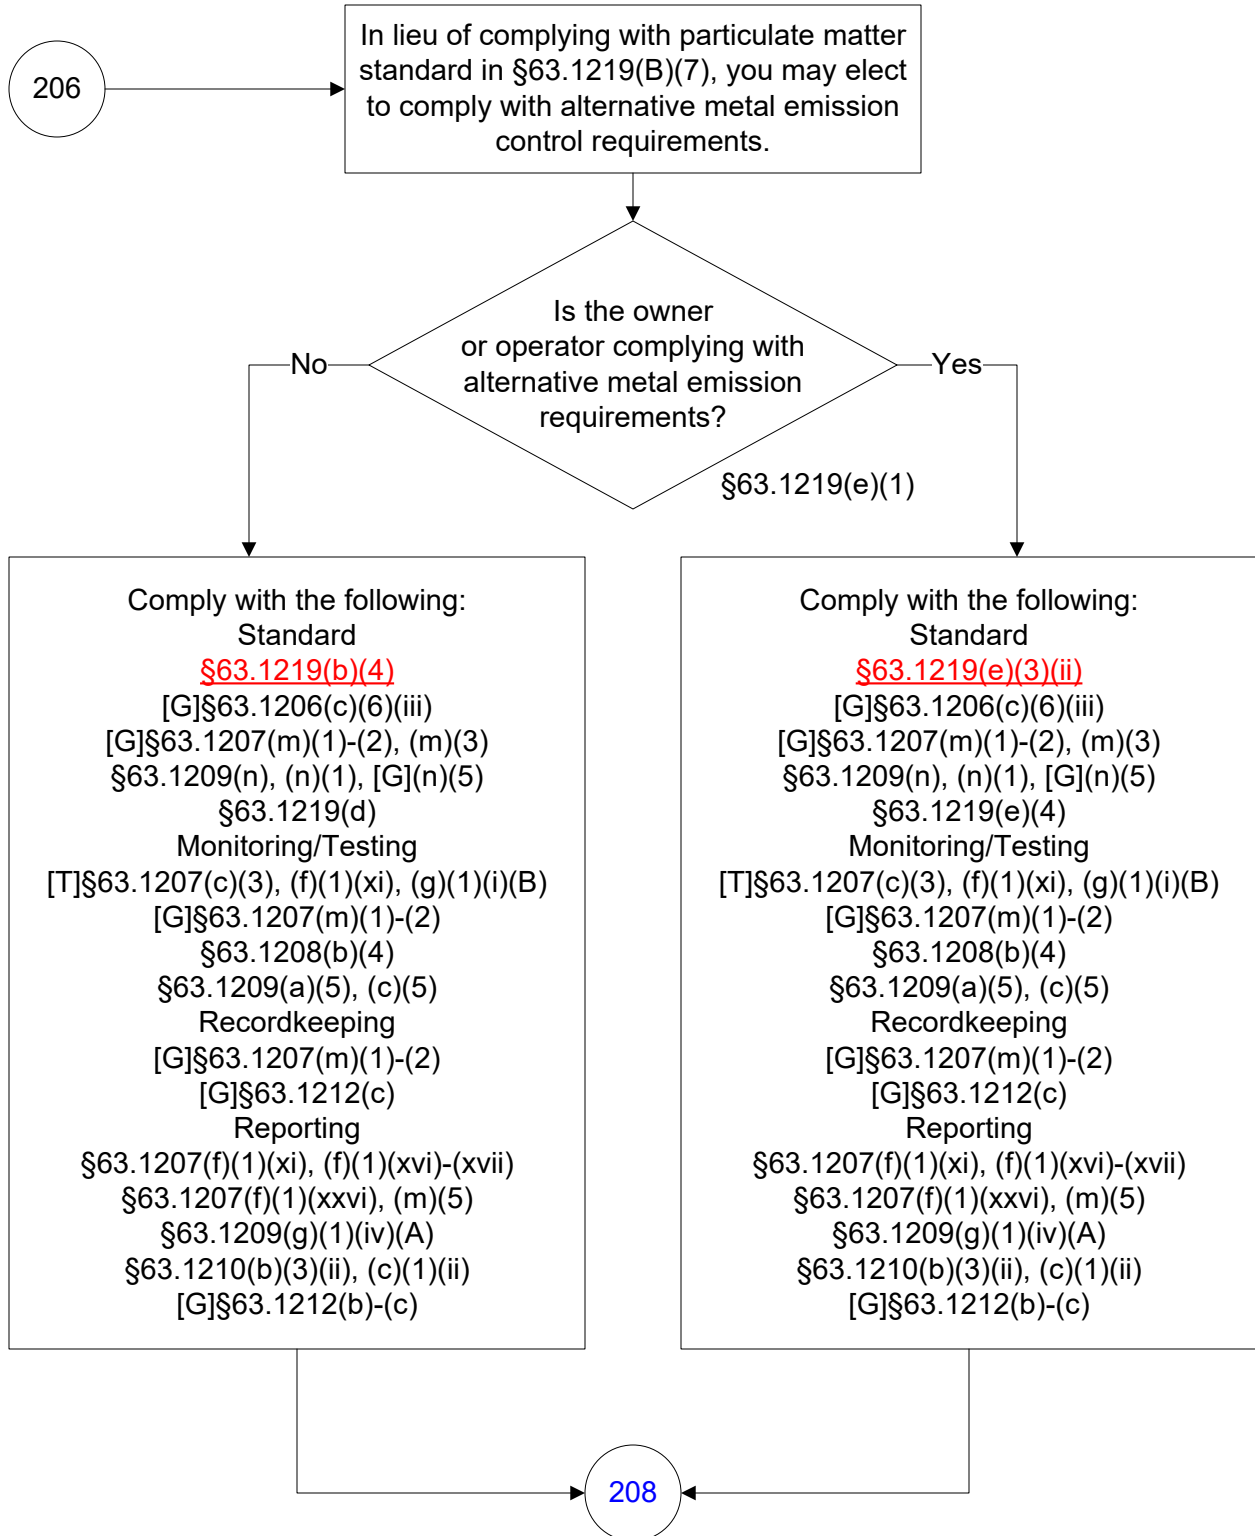 206
In lieu of complying with particulate matter
standard in §63.1219(B)(7), you may elect
to comply with alternative metal emission
control requirements.
Is the owner
or operator complying with
alternative metal emission
requirements?
No
Yes
§63.1219(e)(1)
Comply with the following:
Standard
§63.1219(b)(4)
[G]§63.1206(c)(6)(iii)
[G]§63.1207(m)(1)-(2), (m)(3)
§63.1209(n), (n)(1), [G](n)(5)
§63.1219(d)
Monitoring/Testing
[T]§63.1207(c)(3), (f)(1)(xi), (g)(1)(i)(B)
[G]§63.1207(m)(1)-(2)
§63.1208(b)(4)
§63.1209(a)(5), (c)(5)
Recordkeeping
[G]§63.1207(m)(1)-(2)
[G]§63.1212(c)
Reporting
§63.1207(f)(1)(xi), (f)(1)(xvi)-(xvii)
§63.1207(f)(1)(xxvi), (m)(5)
§63.1209(g)(1)(iv)(A)
§63.1210(b)(3)(ii), (c)(1)(ii)
[G]§63.1212(b)-(c)
Comply with the following:
Standard
§63.1219(e)(3)(ii)
[G]§63.1206(c)(6)(iii)
[G]§63.1207(m)(1)-(2), (m)(3)
§63.1209(n), (n)(1), [G](n)(5)
§63.1219(e)(4)
Monitoring/Testing
[T]§63.1207(c)(3), (f)(1)(xi), (g)(1)(i)(B)
[G]§63.1207(m)(1)-(2)
§63.1208(b)(4)
§63.1209(a)(5), (c)(5)
Recordkeeping
[G]§63.1207(m)(1)-(2)
[G]§63.1212(c)
Reporting
§63.1207(f)(1)(xi), (f)(1)(xvi)-(xvii)
§63.1207(f)(1)(xxvi), (m)(5)
§63.1209(g)(1)(iv)(A)
§63.1210(b)(3)(ii), (c)(1)(ii)
[G]§63.1212(b)-(c)
208